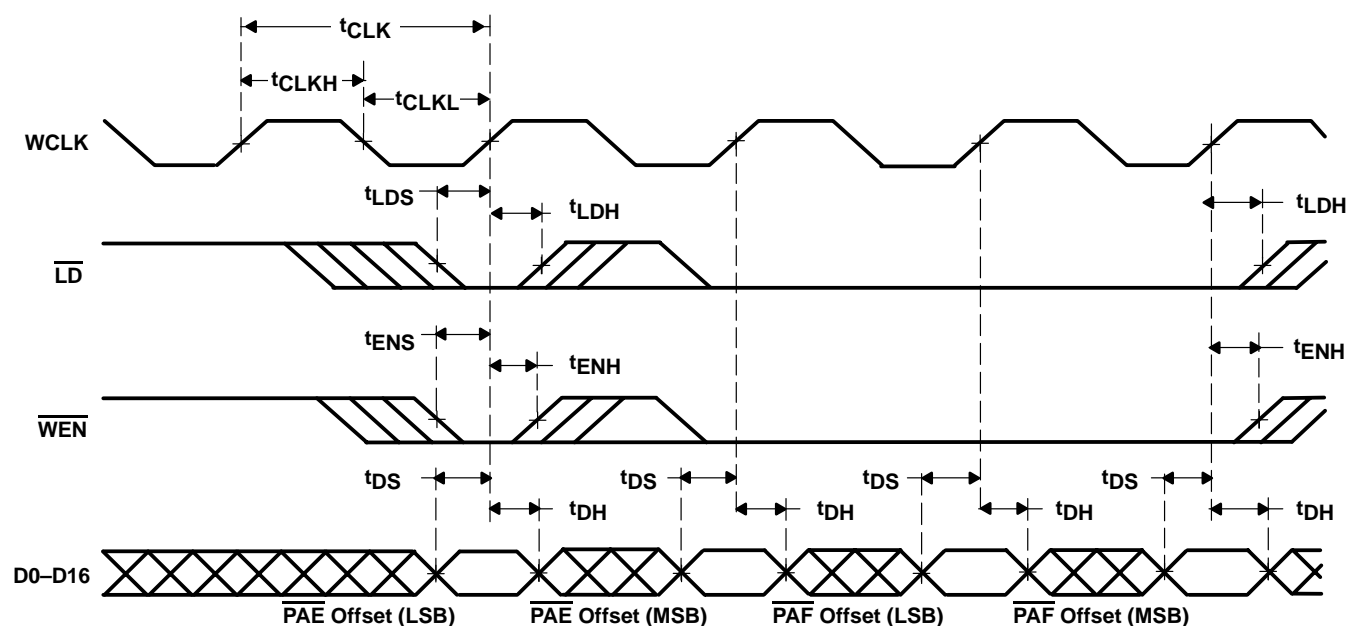 tCLK
tCLKH
tCLKL
WCLK
tLDS
tLDH
tLDH
LD
tENS
tENH
tENH
WEN
tDS
tDS
tDS
tDS
tDH
tDH
tDH
tDH
D0–D16
PAE Offset (LSB)
PAE Offset (MSB)
PAF Offset (LSB)
PAF Offset (MSB)